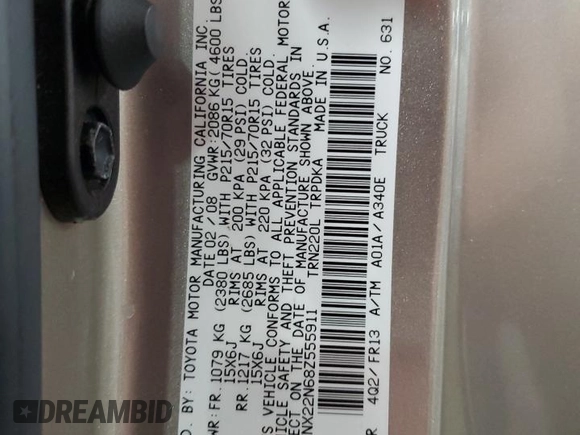 D. BY: TOYOTA MOTOR MANUFACTURING CALIFORNIA INC.
DATE 02 / 08 GVWR: 2086 KG ( 4600 LBS
WR: FR. 1079 KG (2380 LBS) WITH P215/70R15 TIRES
15X6J RIMS AT 200 KPA (29 PSI) COLD
RR. 1217 KG (2685 LBS) WITH P215/70R15 TIRES
15X6J RIMS AT 220 KPA (32 PSI) COLD.
S VEHICLE CONFORMS TO ALL APPLICABLE FEDERAL MOTOR
ICLE SAFETY AND THEFT PREVENTION STANDARDS IN
ECT ON THE DATE OF MANUFACTURE SHOWN ABOVE.
NX22N68Z555911 TRN220L TRPDKA MADE IN U.S.A.
R 4Q2/ FR13 A/TM A01A/ A340E TRUCK NO. 631
DREAMBID